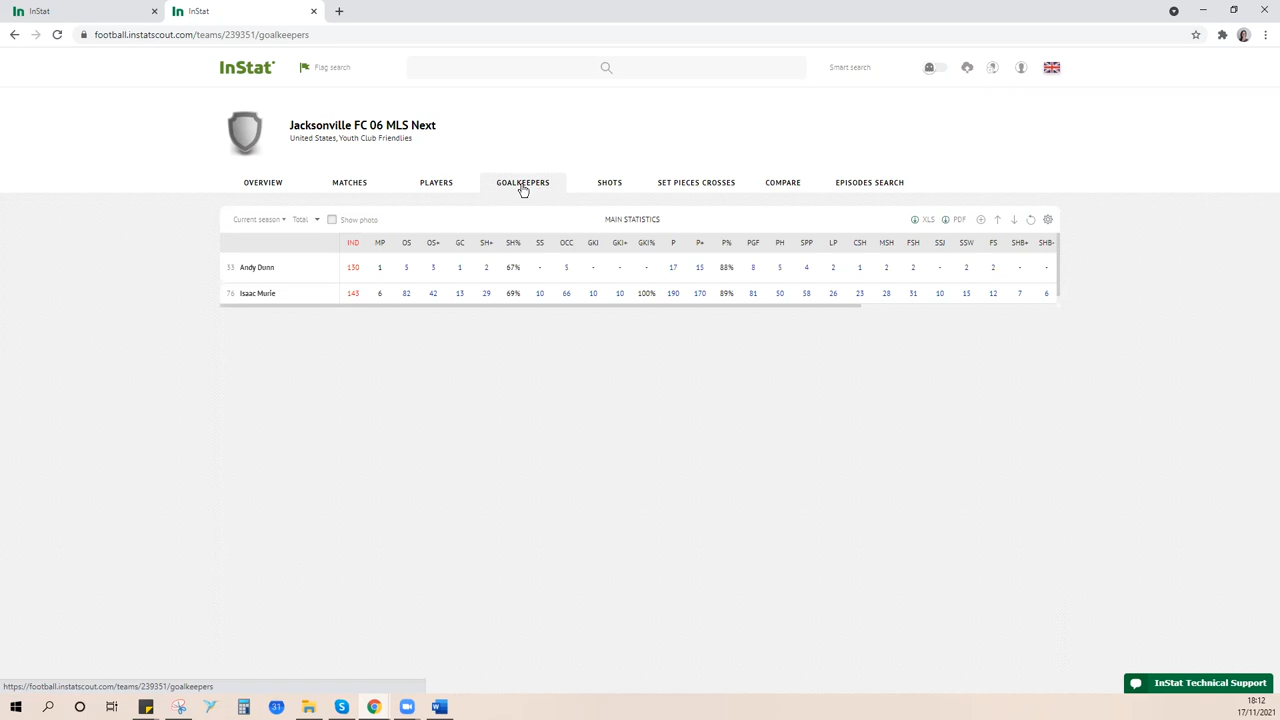 InStat
InStat
football.instatscout.com/teams/239351/goalkeepers
InStat
Flag search
Smart search
Jacksonville FC 06 MLS Next
United States, Youth Club Friendlies
OVERVIEW MATCHES PLAYERS GOALKEEPERS SHOTS SET PIECES CROSSES COMPARE EPISODES SEARCH
Current season Total Show photo MAIN STATISTICS XLS PDF
IND MP OS OS+ GC SH+ SH% SS OCC GKI GKI+ GKI% P P+ P% PGF PH SPP LP CSH MSH FSH SSJ SSW FS SHB+ SHB-
33 Andy Dunn 130 1 5 3 1 2 67% - 5 - - - 17 15 88% 8 5 4 2 1 2 2 - 2 2 - -
76 Isaac Murie 143 6 82 42 13 29 69% 10 66 10 10 100% 190 170 89% 81 50 58 26 23 28 31 10 15 12 7 6
https://football.instatscout.com/teams/239351/goalkeepers
InStat Technical Support
31
18:12
17/11/2021